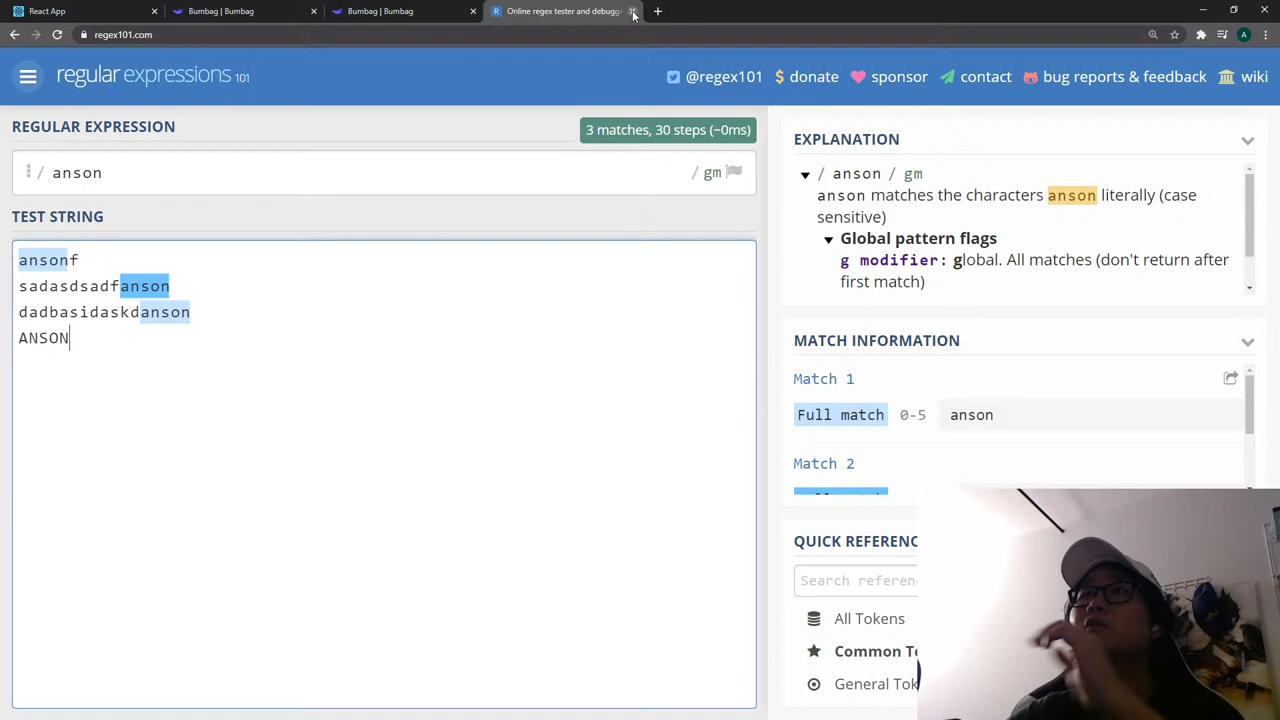 React App
Bumbag | Bumbag
Bumbag | Bumbag
Online regex tester and debugge
regex101.com
A
regular expressions 101
@regex101
donate
sponsor
contact
bug reports & feedback
wiki
REGULAR EXPRESSION
3 matches, 30 steps (~0ms)
/ anson
/ gm
TEST STRING
ansonf
sadasdsadfanson
dadbasidaskdanson
ANSON
EXPLANATION
/ anson / gm
anson matches the characters anson literally (case
sensitive)
Global pattern flags
g modifier: global. All matches (don't return after
first match)
MATCH INFORMATION
Match 1
Full match 0-5 anson
Match 2
QUICK REFERENC
Search referenc
All Tokens
Common To
General Tok